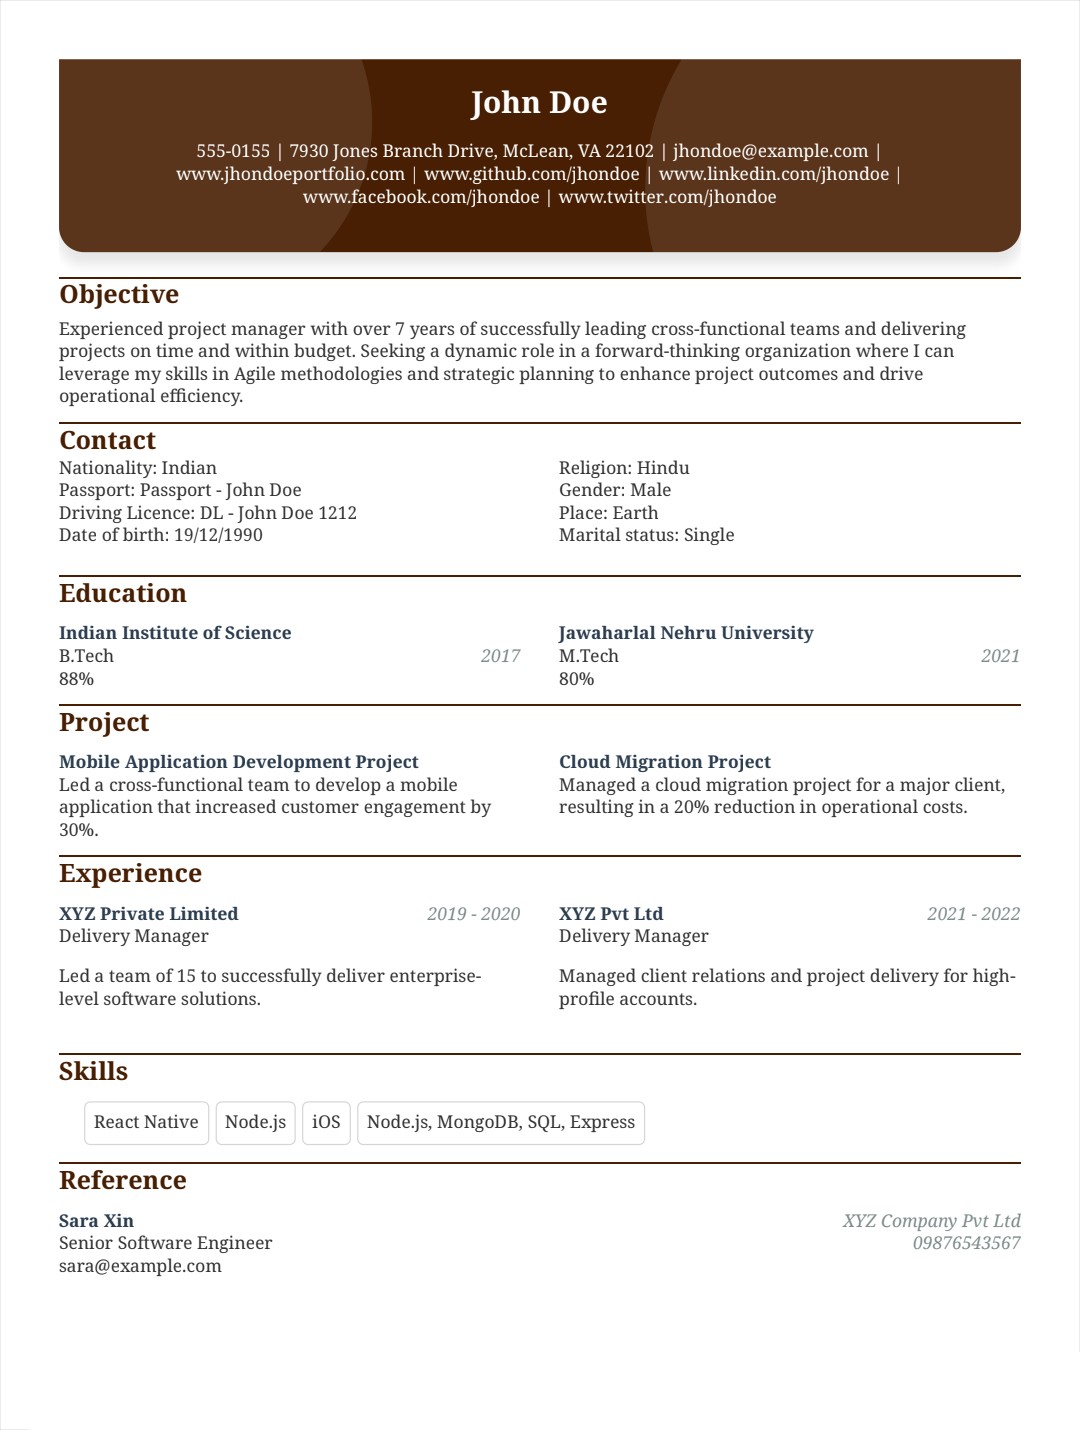 John Doe
555-0155 | 7930 Jones Branch Drive, McLean, VA 22102 | jhondoe@example.com |
www.jhondoeportfolio.com | www.github.com/jhondoe | www.linkedin.com/jhondoe |
www.facebook.com/jhondoe | www.twitter.com/jhondoe
Objective
Experienced project manager with over 7 years of successfully leading cross-functional teams and delivering
projects on time and within budget. Seeking a dynamic role in a forward-thinking organization where I can
leverage my skills in Agile methodologies and strategic planning to enhance project outcomes and drive
operational efficiency.
Contact
Nationality: Indian
Passport: Passport - John Doe
Driving Licence: DL - John Doe 1212
Date of birth: 19/12/1990
Religion: Hindu
Gender: Male
Place: Earth
Marital status: Single
Education
Indian Institute of Science
B.Tech 2017
88%
Jawaharlal Nehru University
M.Tech 2021
80%
Project
Mobile Application Development Project
Led a cross-functional team to develop a mobile
application that increased customer engagement by
30%.
Cloud Migration Project
Managed a cloud migration project for a major client,
resulting in a 20% reduction in operational costs.
Experience
XYZ Private Limited 2019 - 2020
Delivery Manager
Led a team of 15 to successfully deliver enterprise-
level software solutions.
XYZ Pvt Ltd 2021 - 2022
Delivery Manager
Managed client relations and project delivery for high-
profile accounts.
Skills
React Native Node.js iOS Node.js, MongoDB, SQL, Express
Reference
Sara Xin XYZ Company Pvt Ltd
Senior Software Engineer 09876543567
sara@example.com